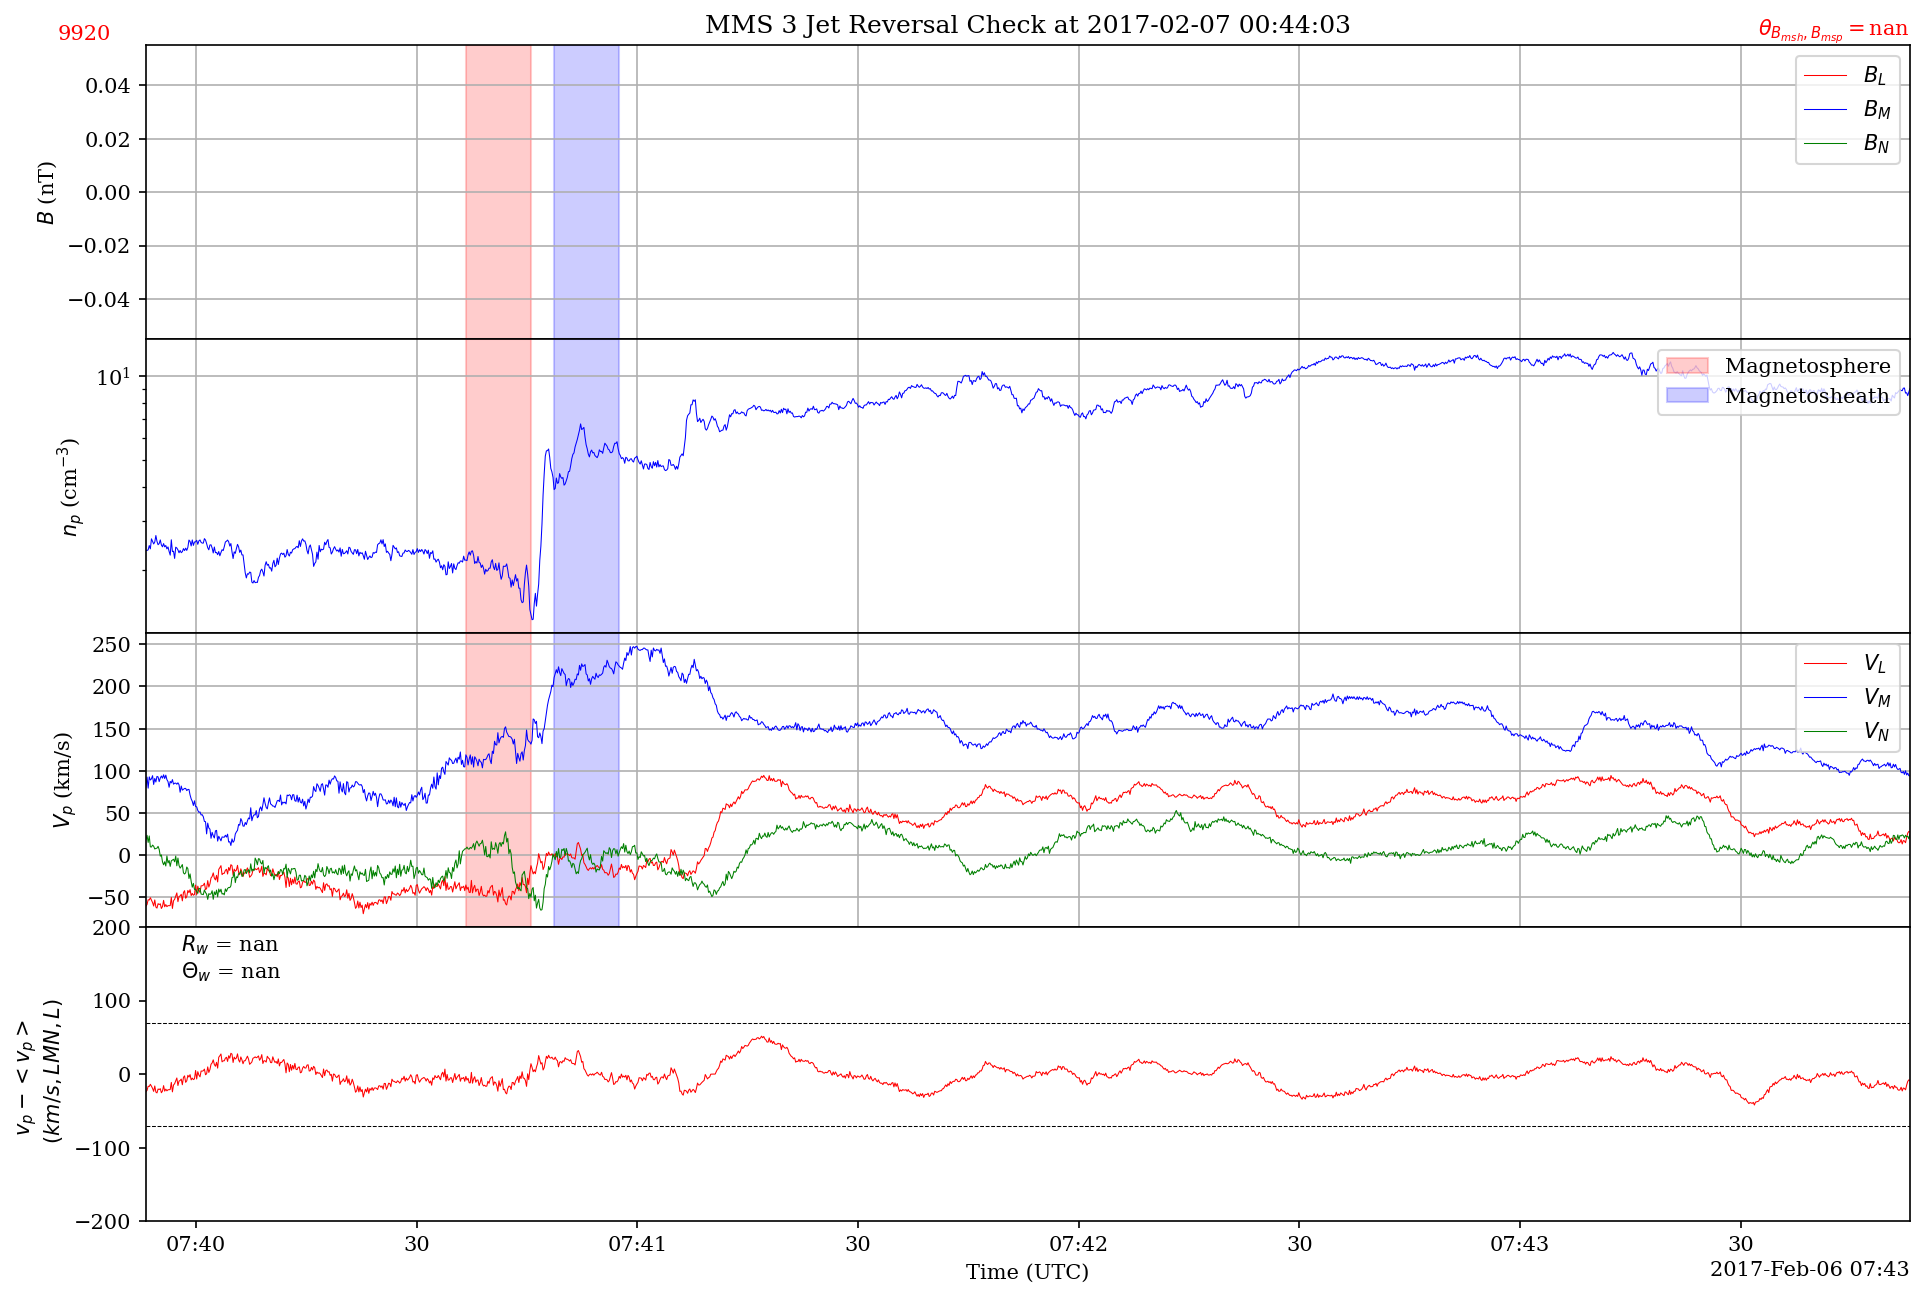 MMS 3 Jet Reversal Check at 2017-02-07 00:44:03
9920
θ_{B_{msh}, B_{msp}} = nan
B (nT)
0.04
0.02
0.00
−0.02
−0.04
B_L
B_M
B_N
n_p (cm^{−3})
10^1
Magnetosphere
Magnetosheath
V_p (km/s)
250
200
150
100
50
0
−50
V_L
V_M
V_N
v_p − < v_p >
(km/s, LMN, L)
200
100
0
−100
−200
R_w = nan
Θ_w = nan
07:40
30
07:41
30
07:42
30
07:43
30
Time (UTC)
2017-Feb-06 07:43